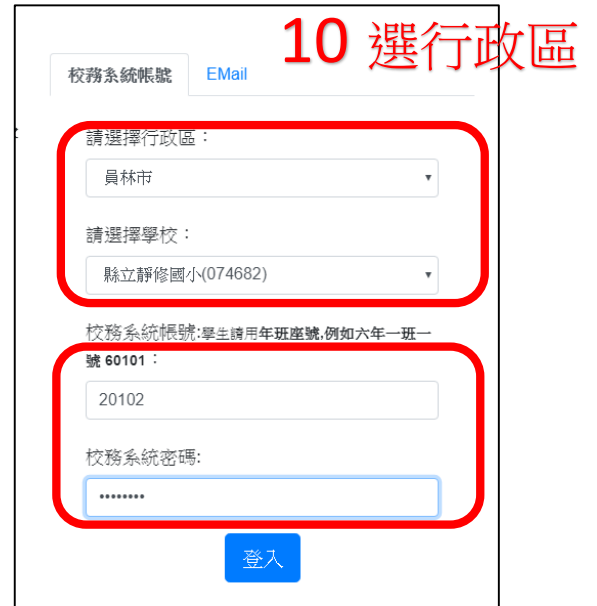 10 選行政區
校務系統帳號 EMail
請選擇行政區：
員林市
請選擇學校：
縣立靜修國小(074682)
校務系統帳號:學生請用年班座號,例如六年一班一
號 60101：
20102
校務系統密碼:
••••••••
登入